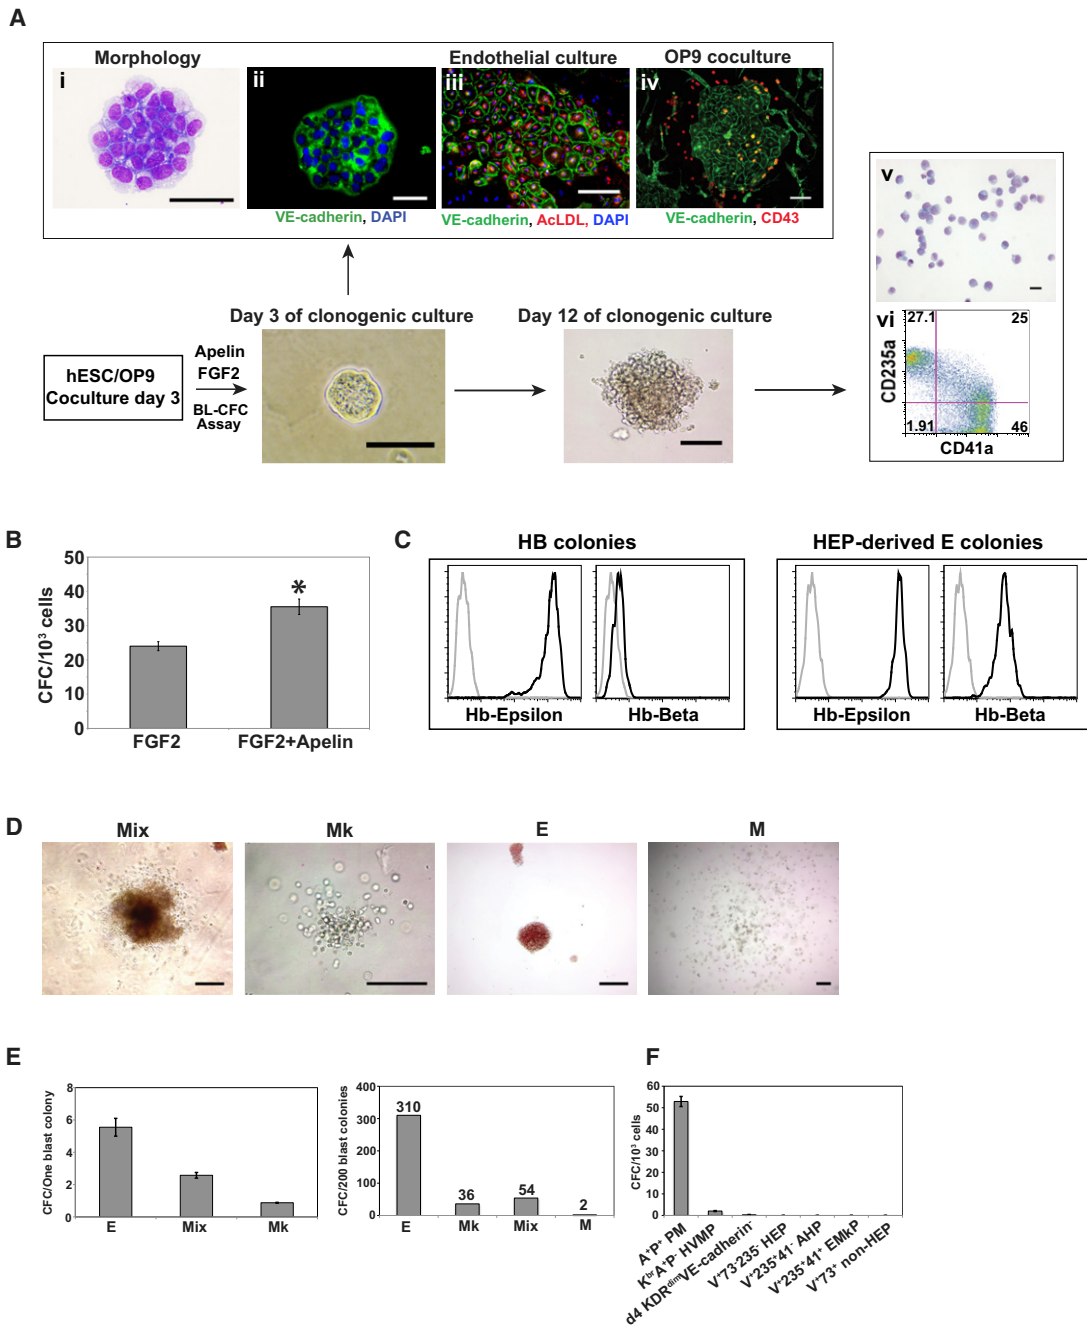 A
Morphology
Endothelial culture
OP9 coculture
i
ii
iii
iv
VE-cadherin, DAPI
VE-cadherin, AcLDL, DAPI
VE-cadherin, CD43
v
Day 3 of clonogenic culture
Day 12 of clonogenic culture
hESC/OP9
Coculture day 3
Apelin
FGF2
BL-CFC
Assay
vi
27.1
25
1.91
46
CD235a
CD41a
B
CFC/10³ cells
50
40
30
20
10
0
*
FGF2
FGF2+Apelin
C
HB colonies
HEP-derived E colonies
Hb-Epsilon
Hb-Beta
Hb-Epsilon
Hb-Beta
D
Mix
Mk
E
M
E
CFC/One blast colony
8
6
4
2
0
E
Mix
Mk
CFC/200 blast colonies
400
300
200
100
0
310
36
54
2
E
Mk
Mix
M
F
CFC/10³ cells
60
50
40
30
20
10
0
A⁺P⁺ PM
KᵇʳA⁺P⁻ HVMP
d4 KDRᵈⁱᵐVE-cadherin⁻
V⁺73⁻235⁻ HEP
V⁺235⁺41⁻ AHP
V⁺235⁺41⁺ EMkP
V⁺73⁺ non-HEP